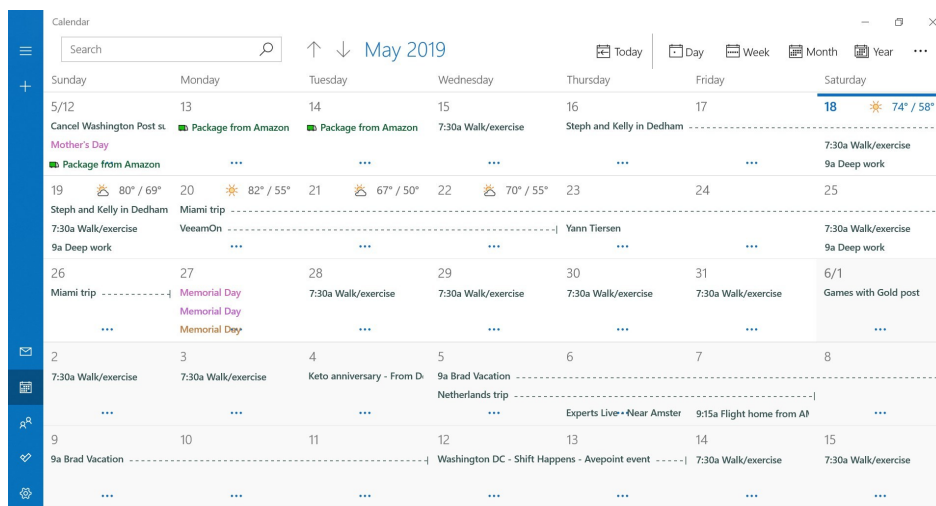 Calendar
Search
May 2019
Today Day Week Month Year
Sunday Monday Tuesday Wednesday Thursday Friday Saturday
5/12 13 14 15 16 17 18 74° / 58°
Cancel Washington Post su Package from Amazon Package from Amazon 7:30a Walk/exercise Steph and Kelly in Dedham
Mother's Day 7:30a Walk/exercise
Package from Amazon 9a Deep work
19 80° / 69° 20 82° / 55° 21 67° / 50° 22 70° / 55° 23 24 25
Steph and Kelly in Dedham Miami trip
7:30a Walk/exercise VeeamOn Yann Tiersen 7:30a Walk/exercise
9a Deep work 9a Deep work
26 27 28 29 30 31 6/1
Miami trip Memorial Day 7:30a Walk/exercise 7:30a Walk/exercise 7:30a Walk/exercise 7:30a Walk/exercise Games with Gold post
Memorial Day
Memorial Day
2 3 4 5 6 7 8
7:30a Walk/exercise 7:30a Walk/exercise Keto anniversary - From 9a Brad Vacation
Netherlands trip
Experts Live Near Amster 9:15a Flight home from AM
9 10 11 12 13 14 15
9a Brad Vacation Washington DC - Shift Happens - Avepoint event 7:30a Walk/exercise 7:30a Walk/exercise